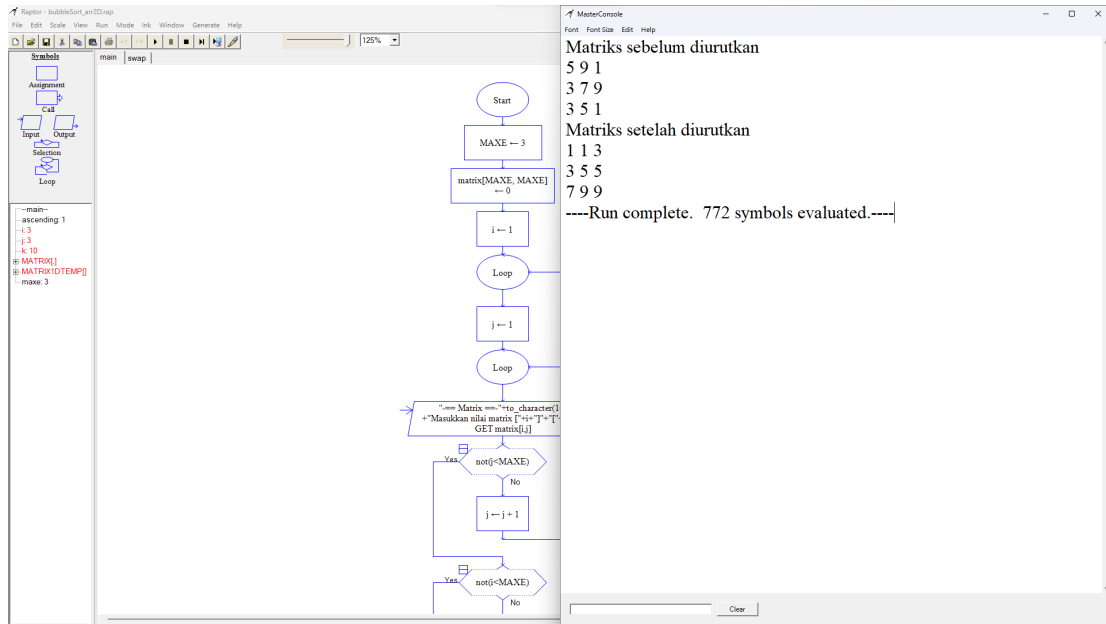 Raptor - bubbleSort_arr2D.rap
File Edit Scale View Run Mode Ink Window Generate Help
125%
Symbols
Assignment
Call
Input Output
Selection
Loop
--main--
ascending: 1
i: 3
j: 3
k: 10
MATRIX[,]
MATRIX1DTEMP[]
maxe: 3
main swap
Start
MAXE ← 3
matrix[MAXE, MAXE]
← 0
i ← 1
Loop
j ← 1
Loop
"-== Matrix ==-"+to_character(1
+"Masukkan nilai matrix ["+i+"]"+"["+
GET matrix[i,j]
Yes not(j<MAXE)
No
j ← j + 1
Yes not(i<MAXE)
No
MasterConsole
Font Font Size Edit Help
Matriks sebelum diurutkan
5 9 1
3 7 9
3 5 1
Matriks setelah diurutkan
1 1 3
3 5 5
7 9 9
----Run complete. 772 symbols evaluated.----
Clear